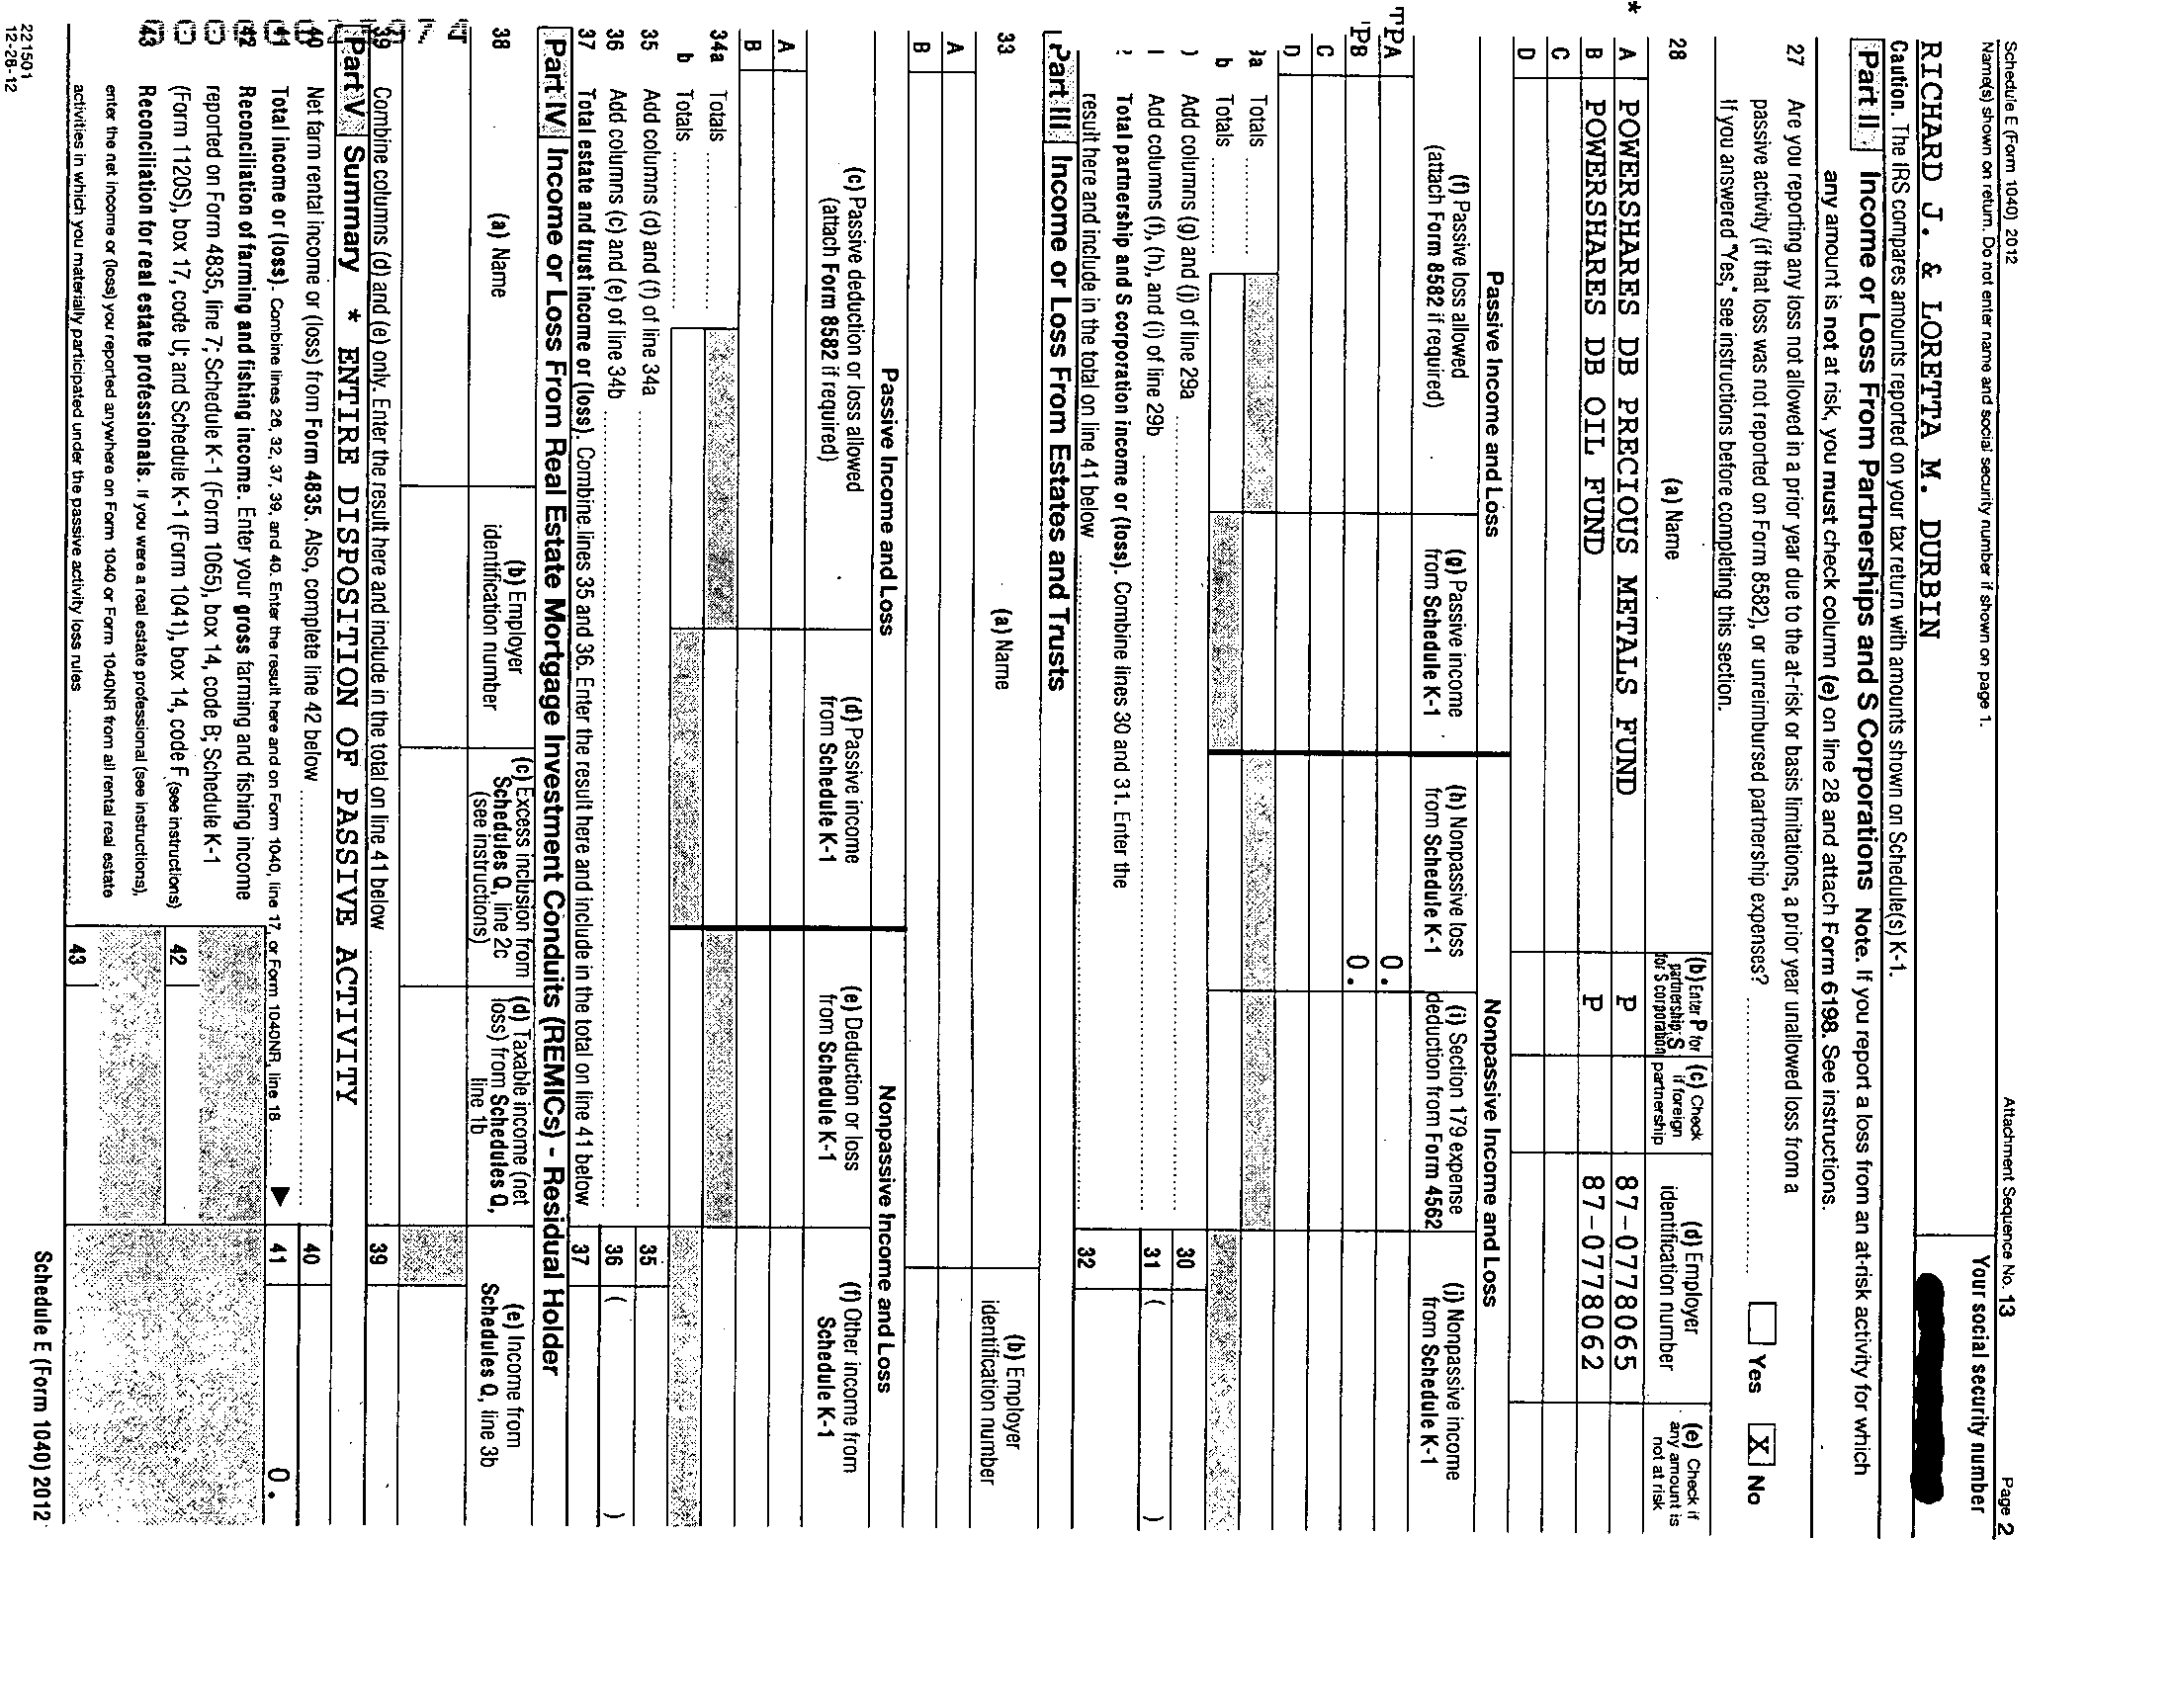 Schedule E (Form 1040) 2012 Attachment Sequence No. 13 Page 2
Name(s) shown on return. Do not enter name and social security number if shown on page 1. Your social security number
RICHARD J. & LORETTA M. DURBIN
Caution. The IRS compares amounts reported on your tax return with amounts shown on Schedule(s) K-1.
Part II Income or Loss From Partnerships and S Corporations Note. If you report a loss from an at-risk activity for which
any amount is not at risk, you must check column (e) on line 28 and attach Form 6198. See instructions.
27 Are you reporting any loss not allowed in a prior year due to the at-risk or basis limitations, a prior year unallowed loss from a
passive activity (if that loss was not reported on Form 8582), or unreimbursed partnership expenses? Yes X No
If you answered "Yes," see instructions before completing this section.
28 (a) Name (b) Enter P for partnership; S for S corporation (c) Check if foreign partnership (d) Employer identification number (e) Check if any amount is not at risk
* A POWERSHARES DB PRECIOUS METALS FUND P 87-0778065
B POWERSHARES DB OIL FUND P 87-0778062
C
D
Passive Income and Loss Nonpassive Income and Loss
(f) Passive loss allowed (attach Form 8582 if required) (g) Passive income from Schedule K-1 (h) Nonpassive loss from Schedule K-1 (i) Section 179 expense deduction from Form 4562 (j) Nonpassive income from Schedule K-1
A 0.
B 0.
C
D
a Totals
b Totals
Add columns (g) and (j) of line 29a 30
Add columns (f), (h), and (i) of line 29b 31 ( )
Total partnership and S corporation income or (loss). Combine lines 30 and 31. Enter the
result here and include in the total on line 41 below 32
Part III Income or Loss From Estates and Trusts
33 (a) Name (b) Employer identification number
A
B
Passive Income and Loss Nonpassive Income and Loss
(c) Passive deduction or loss allowed (attach Form 8582 if required) (d) Passive income from Schedule K-1 (e) Deduction or loss from Schedule K-1 (f) Other income from Schedule K-1
A
B
34a Totals
b Totals
35 Add columns (d) and (f) of line 34a 35
36 Add columns (c) and (e) of line 34b 36 ( )
37 Total estate and trust income or (loss). Combine lines 35 and 36. Enter the result here and include in the total on line 41 below 37
Part IV Income or Loss From Real Estate Mortgage Investment Conduits (REMICs) - Residual Holder
38 (a) Name (b) Employer identification number (c) Excess inclusion from Schedules Q, line 2c (see instructions) (d) Taxable income (net loss) from Schedules Q, line 1b (e) Income from Schedules Q, line 3b
39 Combine columns (d) and (e) only. Enter the result here and include in the total on line 41 below 39
Part V Summary * ENTIRE DISPOSITION OF PASSIVE ACTIVITY
40 Net farm rental income or (loss) from Form 4835. Also, complete line 42 below 40
41 Total income or (loss). Combine lines 26, 32, 37, 39, and 40. Enter the result here and on Form 1040, line 17, or Form 1040NR, line 18 41 0.
42 Reconciliation of farming and fishing income. Enter your gross farming and fishing income
reported on Form 4835, line 7; Schedule K-1 (Form 1065), box 14, code B; Schedule K-1
(Form 1120S), box 17, code U; and Schedule K-1 (Form 1041), box 14, code F (see instructions) 42
43 Reconciliation for real estate professionals. If you were a real estate professional (see instructions),
enter the net income or (loss) you reported anywhere on Form 1040 or Form 1040NR from all rental real estate
activities in which you materially participated under the passive activity loss rules 43
221501
12-28-12 Schedule E (Form 1040) 2012